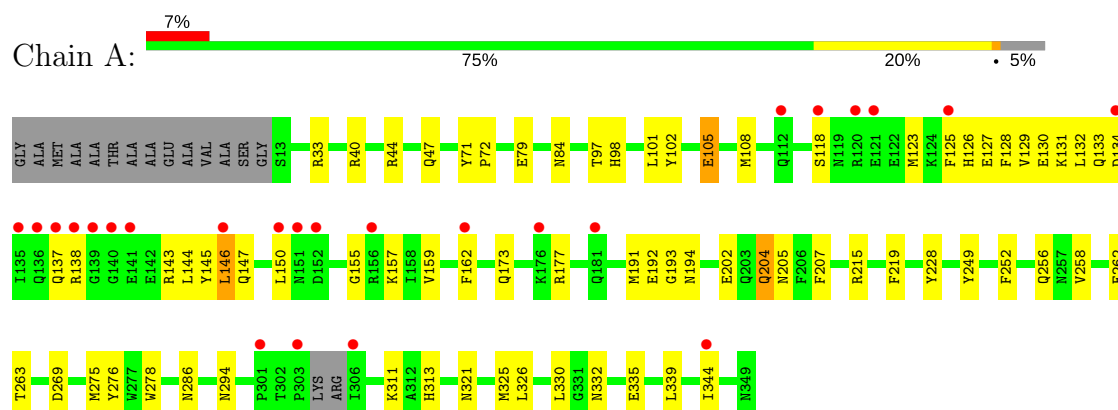 7%
Chain A:
75% 20% • 5%
GLY ALA MET ALA ALA THR ALA ALA GLU ALA VAL ALA SER GLY S13 R33 R40 R44 Q47 Y71 P72 E79 N84 T97 H98 L101 Y102 E105 M108 Q112 S118 N119 R120 E121 E122 M123 K124 F125 H126 E127 F128 V129 E130 K131 L132 Q133 D134
I135 Q136 Q137 R138 G139 G140 E141 E142 R143 L144 Y145 L146 Q147 L150 N151 D152 G155 R156 K157 I158 V159 F162 Q173 K176 R177 Q181 M191 E192 G193 N194 E202 Q203 Q204 N205 F206 F207 R215 F219 Y228 Y249 F252 Q256 N257 V258 E262
T263 D269 M275 Y276 W277 W278 N286 N294 P301 T302 P303 LYS ARG I306 K311 A312 H313 N321 M325 L326 L330 G331 N332 E335 L339 I344 N349